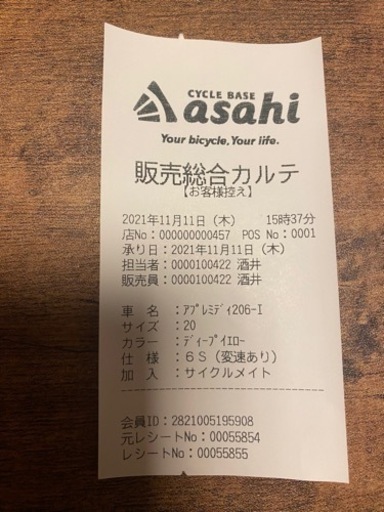 CYCLE BASE
asahi
Your bicycle, Your life.
販売総合カルテ
【お客様控え】
2021年11月11日（木） 15時37分
店No：000000000457 POS No：0001
承り日：2021年11月11日（木）
担当者：0000100422 酒井
販売員：0000100422 酒井
車 名 ：ｱﾌﾟﾚﾐﾃﾞｨ206-I
サイズ ：20
カラー ：ﾃﾞｨｰﾌﾟｲｴﾛｰ
仕 様 ：６Ｓ（変速あり）
加 入 ：サイクルメイト
会員ID：2821005195908
元レシートNo：00055854
レシートNo：00055855